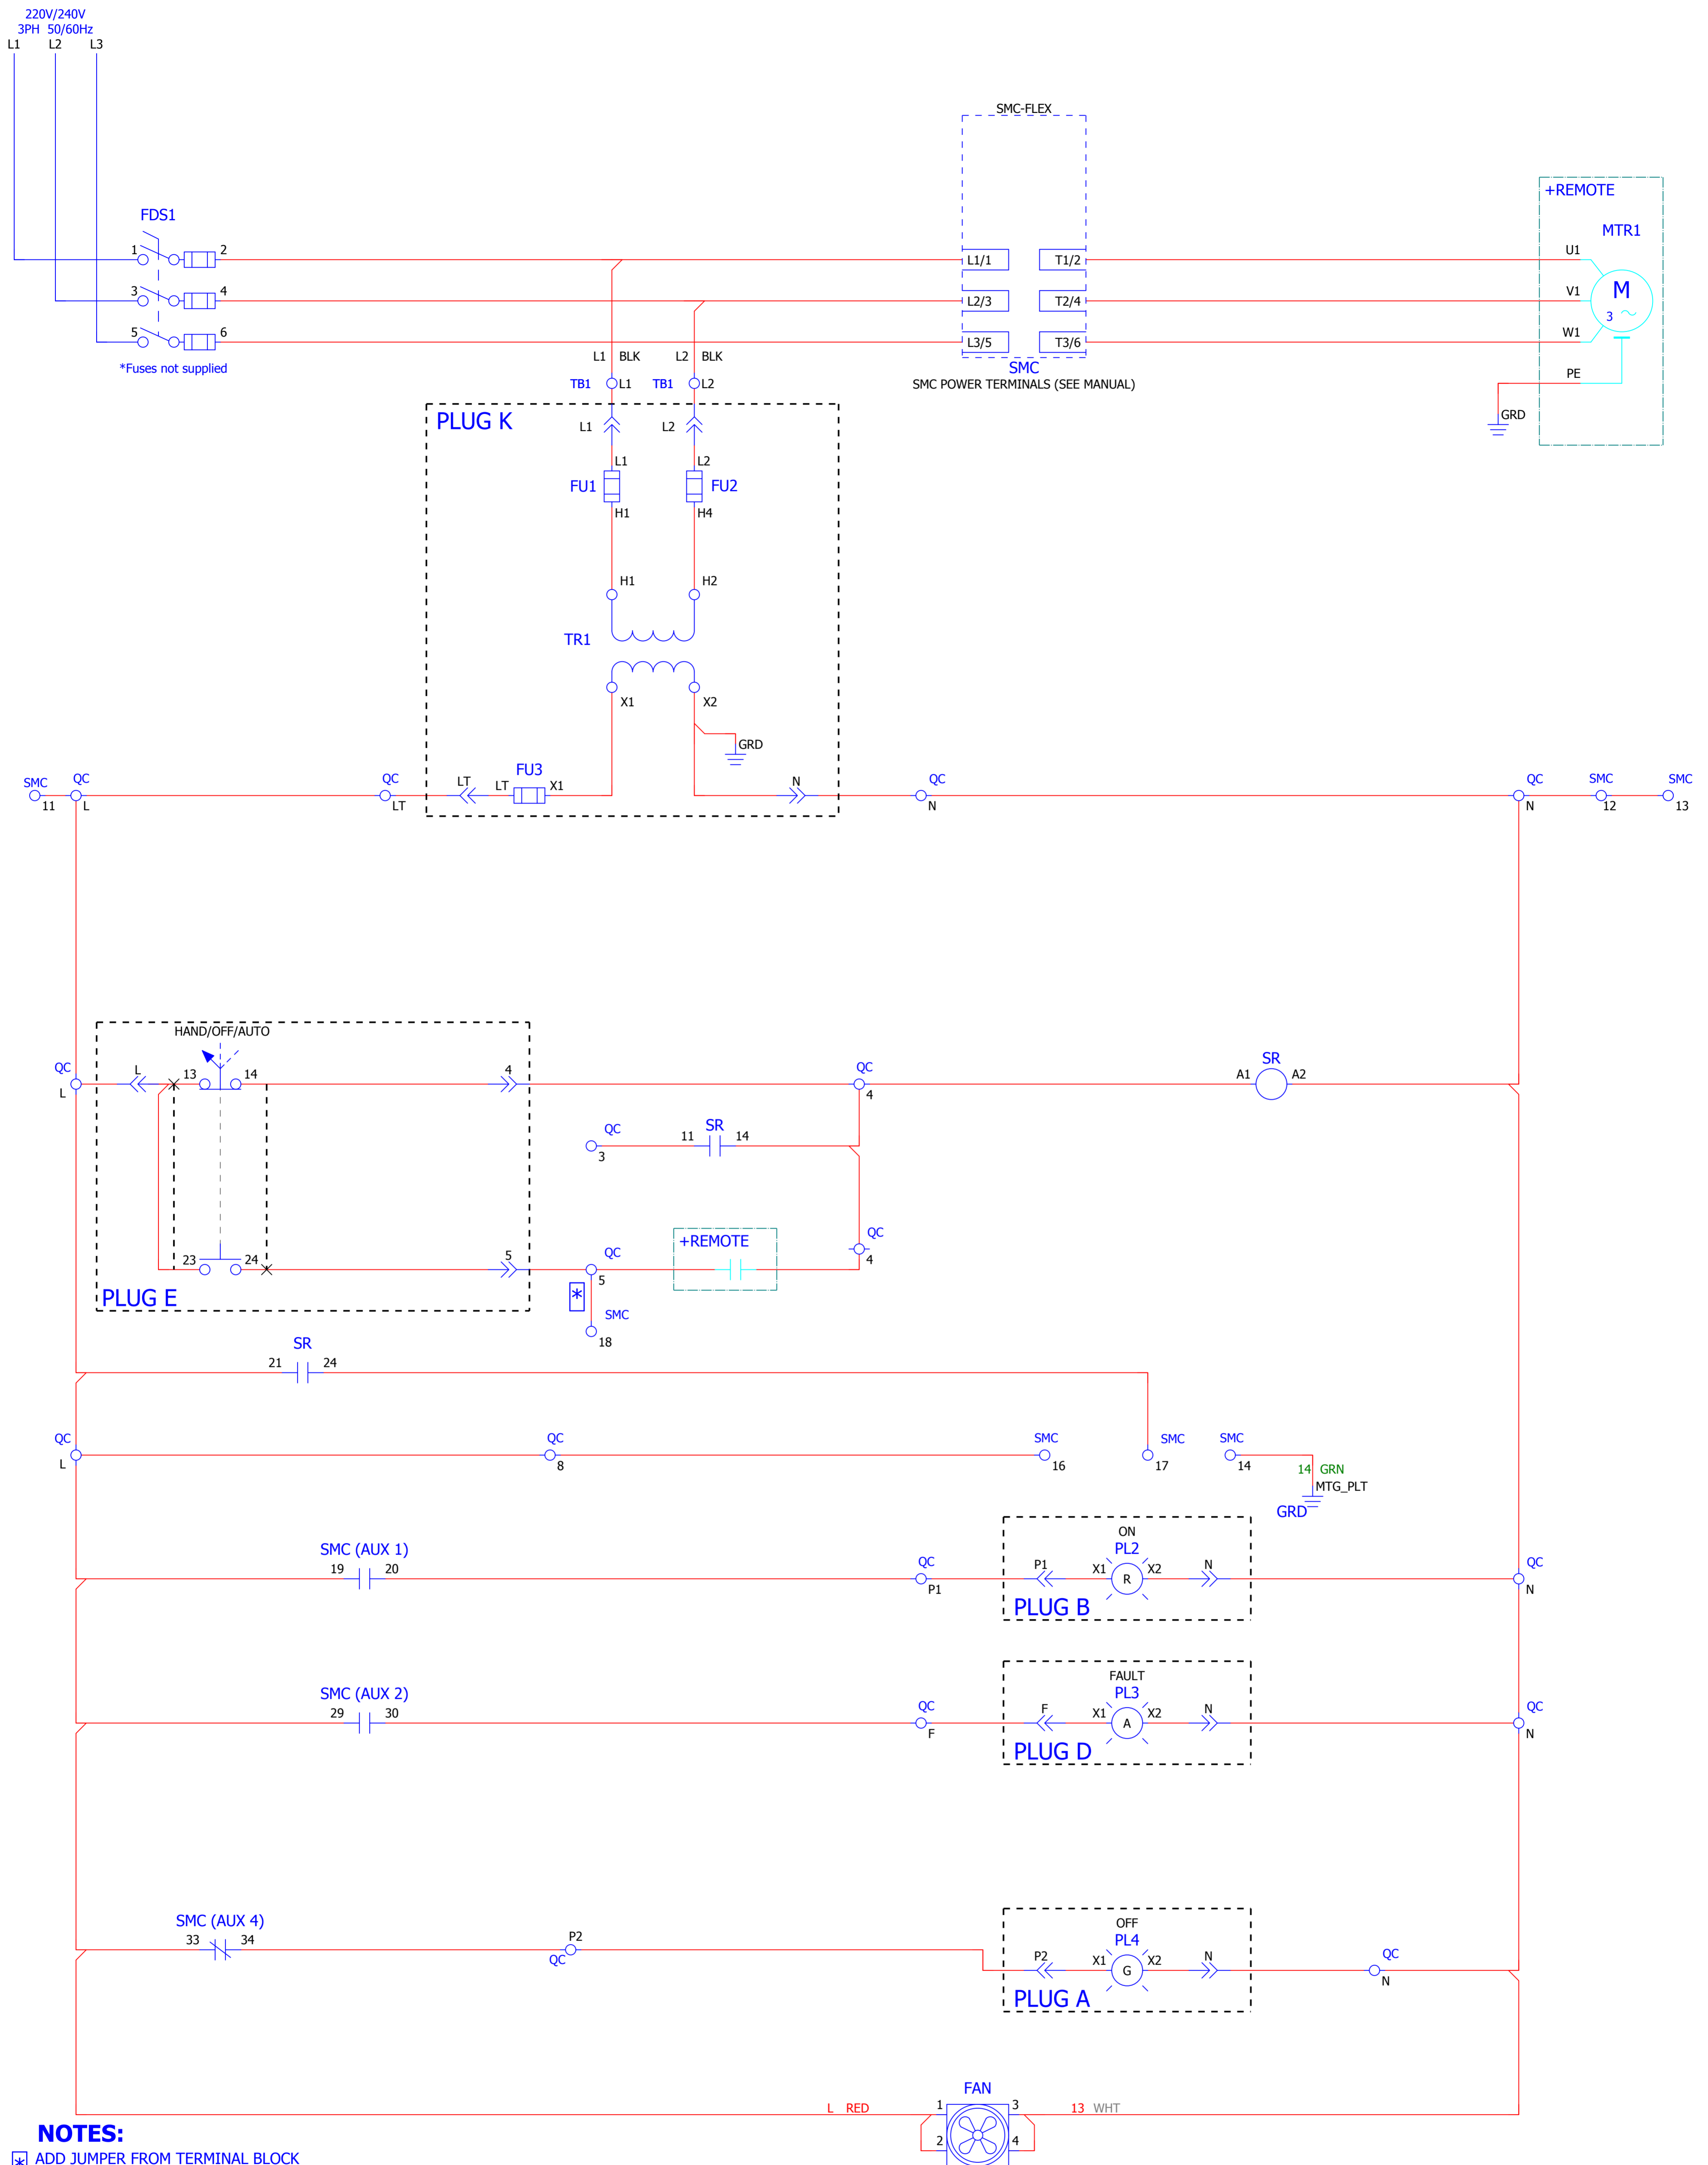 220V/240V
3PH 50/60Hz
L1 L2 L3
SMC-FLEX
+REMOTE
FDS1
MTR1
1 2
L1/1 T1/2
U1
3 4
L2/3 T2/4
V1
M
3
5 6
L3/5 T3/6
W1
*Fuses not supplied
L1 BLK L2 BLK
SMC
SMC POWER TERMINALS (SEE MANUAL)
PE
TB1 L1 TB1 L2
GRD
PLUG K
L1 L2
L1 L2
FU1 FU2
H1 H4
H1 H2
TR1
X1 X2
GRD
SMC QC QC LT LT FU3 X1 N QC QC SMC SMC
11 L LT N N 12 13
HAND/OFF/AUTO
QC L 13 14 4 QC SR
L 4 A1 A2
QC 11 SR 14
3
QC
4
+REMOTE
23 24 5 QC
5
PLUG E
*
SMC
18
SR
21 24
QC QC SMC SMC SMC
L 8 16 17 14
14 GRN
MTG_PLT
GRD
ON
SMC (AUX 1) PL2
19 20 QC P1 X1 R X2 N QC
P1 N
PLUG B
FAULT
SMC (AUX 2) PL3
29 30 QC F X1 A X2 N QC
F N
PLUG D
OFF
SMC (AUX 4) PL4
33 34 P2
QC
P2 X1 G X2 N QC
N
PLUG A
FAN
L RED 1 3 13 WHT
2 4
NOTES:
* ADD JUMPER FROM TERMINAL BLOCK